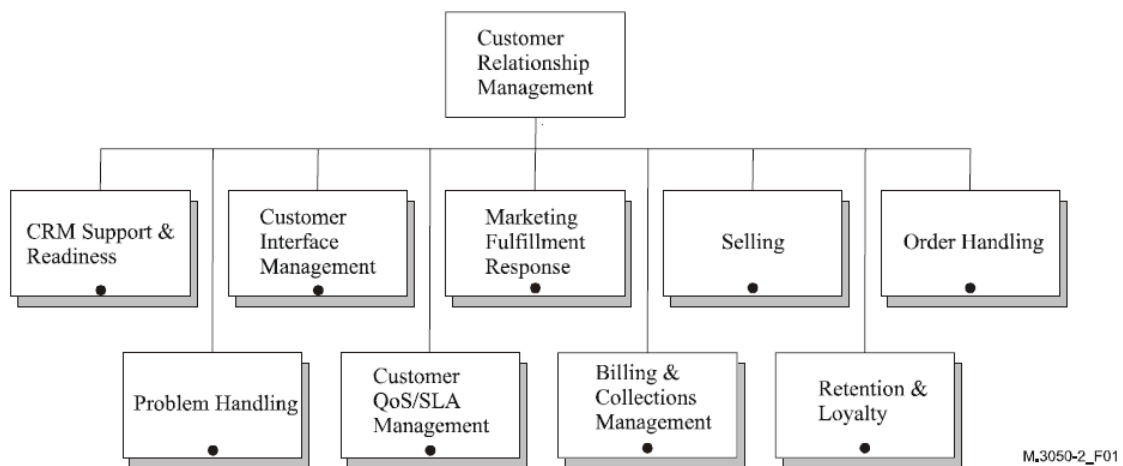 Customer
Relationship
Management
CRM Support &
Readiness
Customer
Interface
Management
Marketing
Fulfillment
Response
Selling
Order Handling
Problem Handling
Customer
QoS/SLA
Management
Billing &
Collections
Management
Retention &
Loyalty
M.3050-2_F01